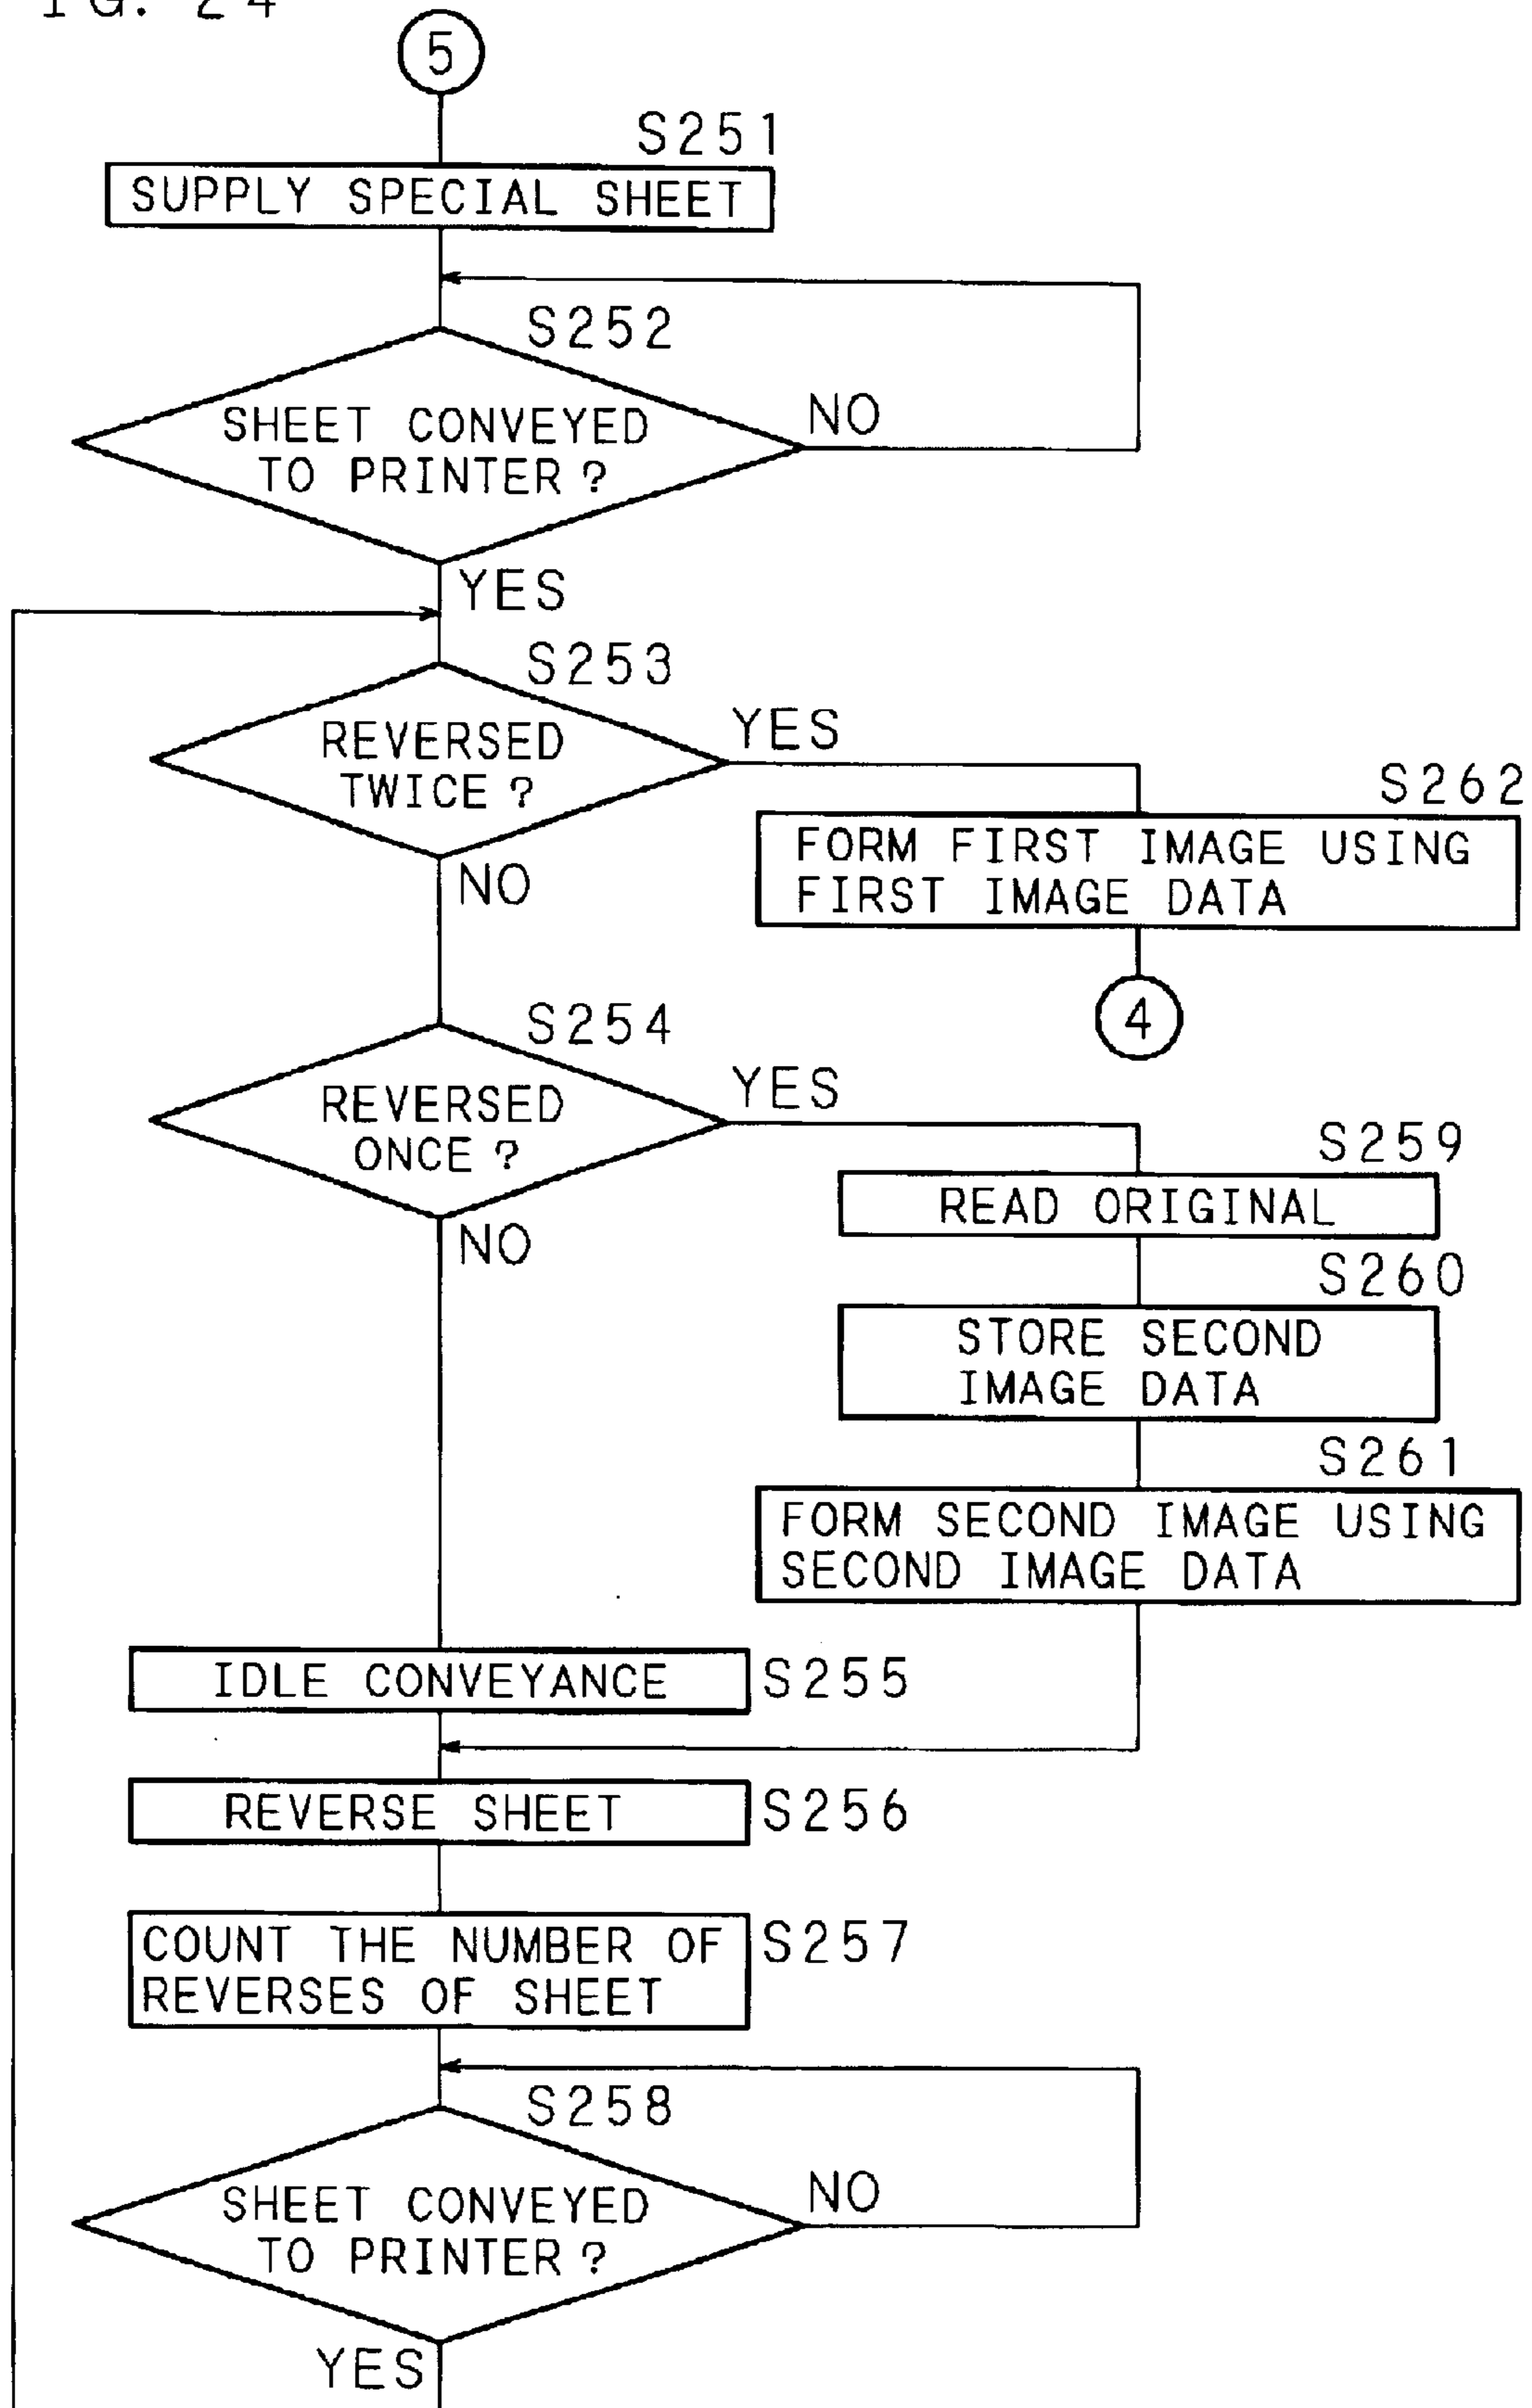 IG. 24
5
S251
SUPPLY SPECIAL SHEET
S252
SHEET CONVEYED
TO PRINTER?
NO
YES
S253
REVERSED
TWICE?
YES
NO
S262
FORM FIRST IMAGE USING
FIRST IMAGE DATA
4
S254
REVERSED
ONCE?
YES
NO
S259
READ ORIGINAL
S260
STORE SECOND
IMAGE DATA
S261
FORM SECOND IMAGE USING
SECOND IMAGE DATA
IDLE CONVEYANCE
S255
REVERSE SHEET
S256
COUNT THE NUMBER OF
REVERSES OF SHEET
S257
S258
SHEET CONVEYED
TO PRINTER?
NO
YES